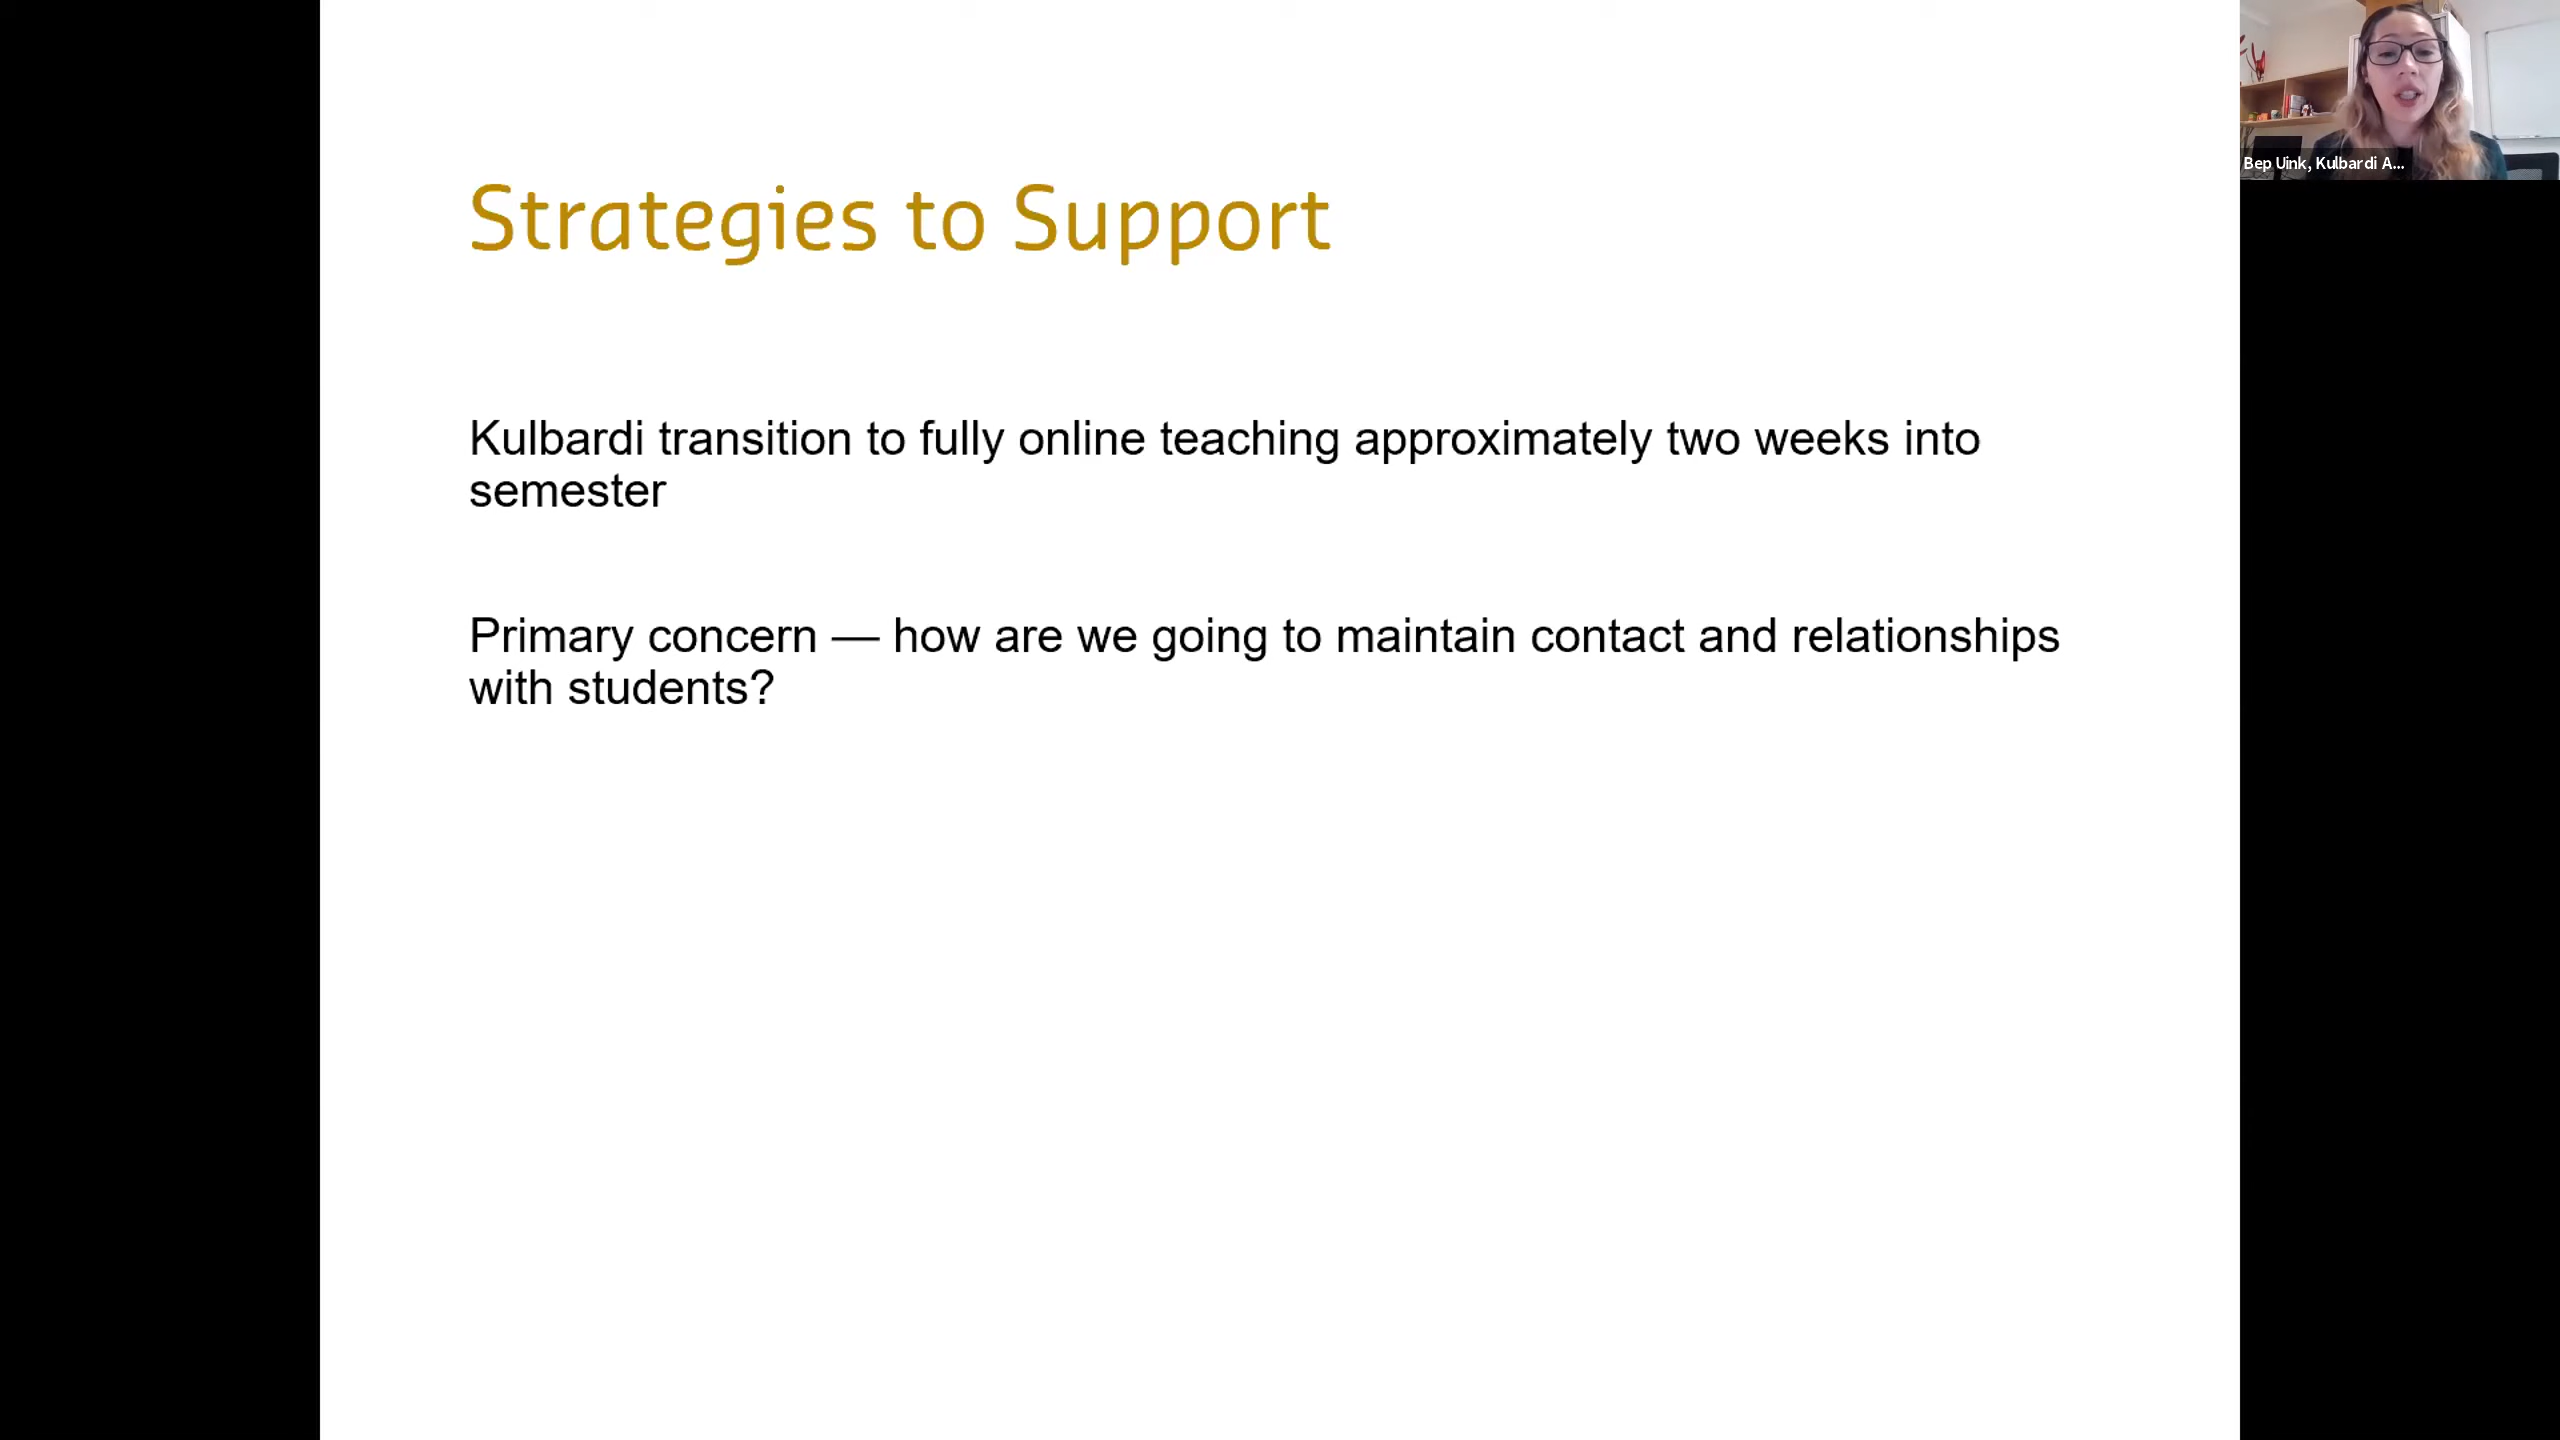 Strategies to Support
Kulbardi transition to fully online teaching approximately two weeks into
semester
Primary concern — how are we going to maintain contact and relationships
with students?
Bep Uink, Kulbardi A...